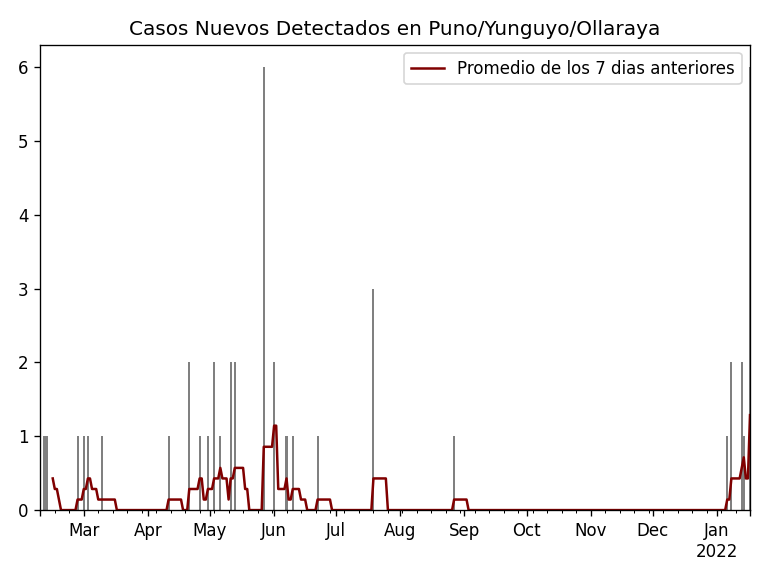 Casos Nuevos Detectados en Puno/Yunguyo/Ollaraya
Promedio de los 7 dias anteriores
6
5
4
3
2
1
0
Mar Apr May Jun Jul Aug Sep Oct Nov Dec Jan
2022